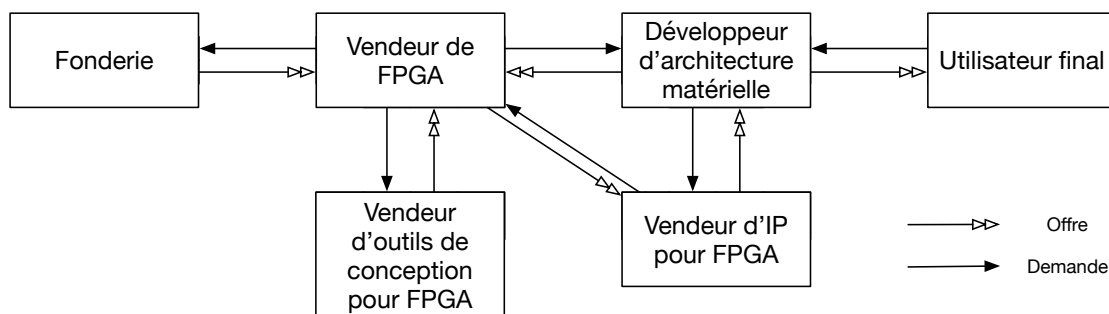 Fonderie
Vendeur de
FPGA
Développeur
d'architecture
matérielle
Utilisateur final
Vendeur
d'outils de
conception
pour FPGA
Vendeur d'IP
pour FPGA
Offre
Demande